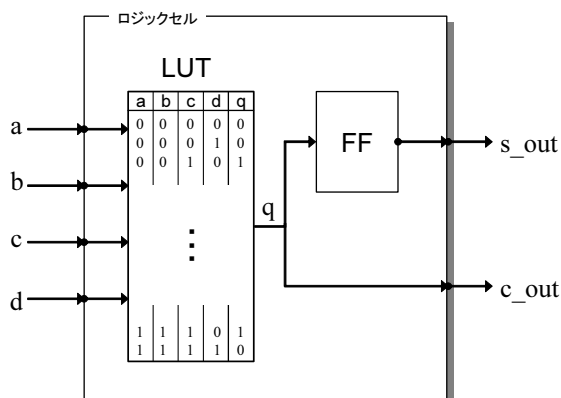 ロジックセル
LUT
a b c d q
0 0 0 0 0
0 0 0 1 0
0 0 1 0 1
⋮
1 1 1 0 1
1 1 1 1 0
a
b
c
d
q
FF
s_out
c_out